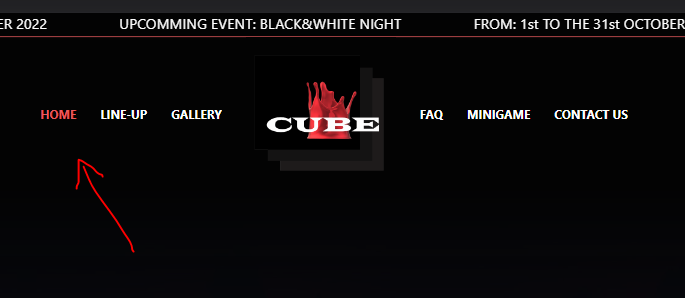 ER 2022 UPCOMMING EVENT: BLACK&WHITE NIGHT FROM: 1st TO THE 31st OCTOBER
HOME LINE-UP GALLERY CUBE FAQ MINIGAME CONTACT US